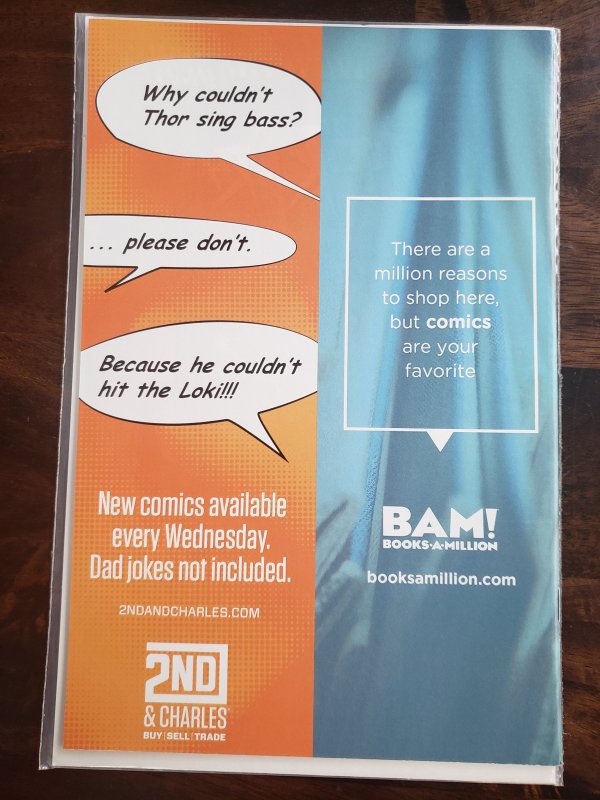 Why couldn't
Thor sing bass?
... please don't.
Because he couldn't
hit the Loki!!!
New comics available
every Wednesday.
Dad jokes not included.
2NDANDCHARLES.COM
2ND
& CHARLES
BUY | SELL | TRADE
There are a
million reasons
to shop here,
but comics
are your
favorite
BAM!
BOOKS·A·MILLION
booksamillion.com